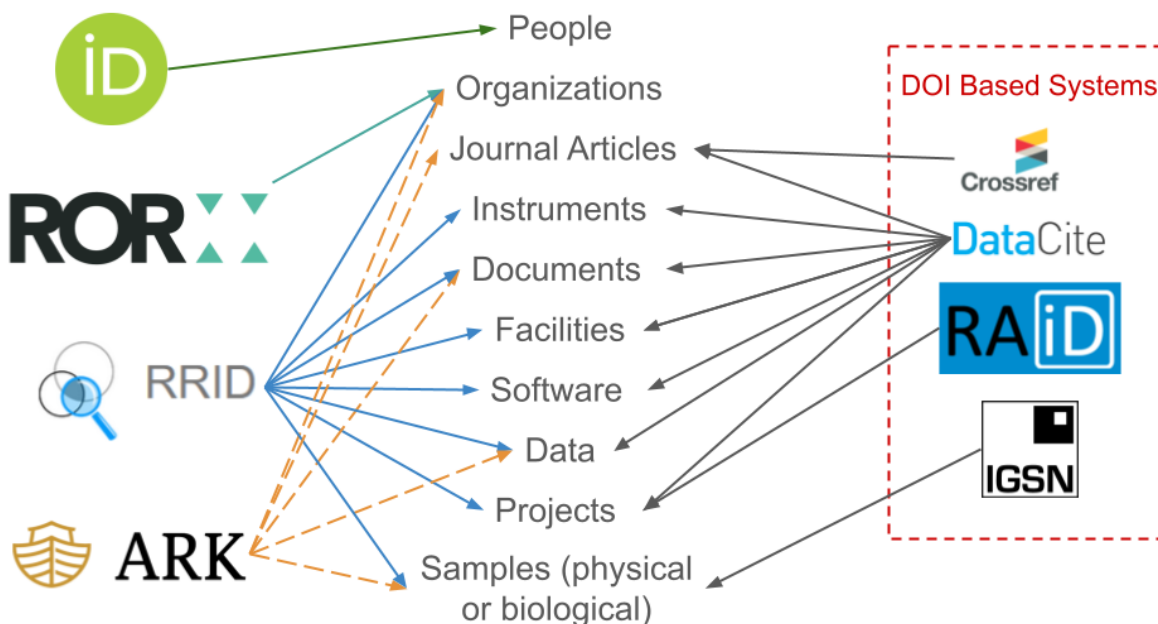 iD
People
Organizations
DOI Based Systems
Journal Articles
Crossref
ROR
Instruments
DataCite
Documents
RAiD
Facilities
RRID
Software
Data
IGSN
Projects
ARK
Samples (physical
or biological)